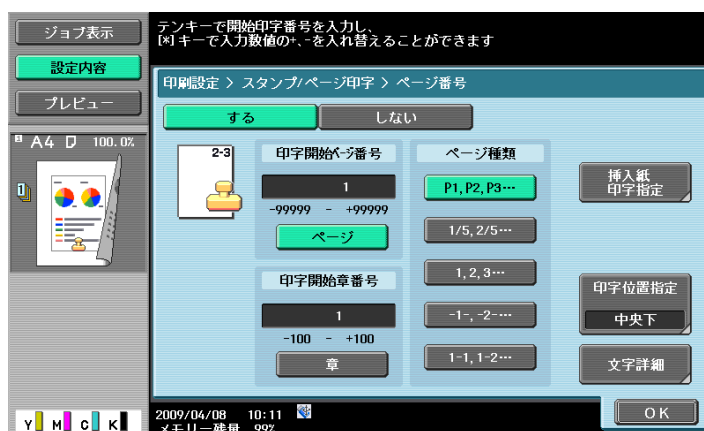 ジョブ表示
設定内容
プレビュー
A4 100.0%
テンキーで開始印字番号を入力し、
[*]キーで入力数値の+、-を入れ替えることができます
印刷設定 > スタンプ/ページ印字 > ページ番号
する
しない
2-3
印字開始ページ番号
1
-99999 - +99999
ページ
印字開始章番号
1
-100 - +100
章
ページ種類
P1,P2,P3…
1/5,2/5…
1,2,3…
-1-,-2-…
1-1,1-2…
挿入紙
印字指定
印字位置指定
中央下
文字詳細
Y M C K
2009/04/08 10:11
メモリー残量 99%
OK